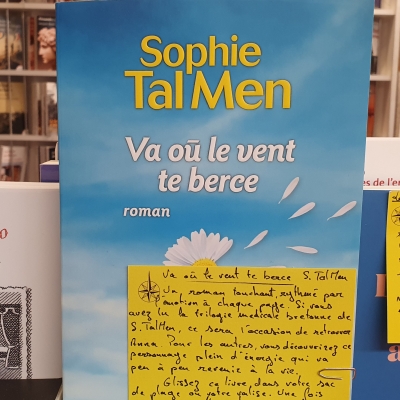 Sophie
Tal Men
Va où le vent
te berce
roman
Va où le vent te berce S. Tal Men
Un roman touchant, rythmé par
émotion à chaque page. Si vous
avez lu la trilogie médicale bretonne de
S. Tal Men, ce sera l'occasion de retrouver
Anna. Pour les autres, vous découvrirez ce
personnage plein d'énergie qui va
peu à peu revenir à la vie.
Glissez ce livre dans votre sac
de plage ou votre valise. Une fois
es de l'en